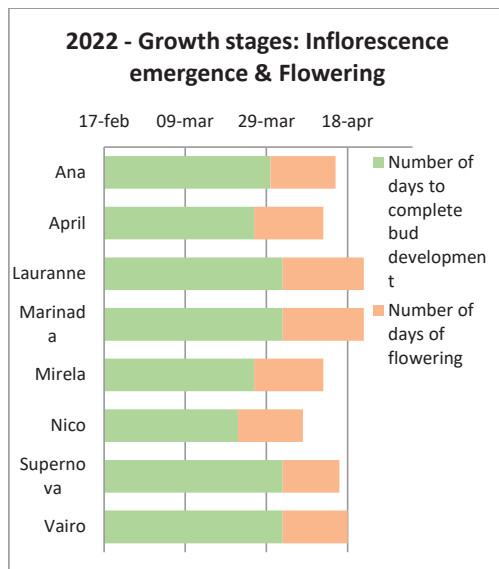 2022 - Growth stages: Inflorescence
emergence & Flowering
17-feb 09-mar 29-mar 18-apr
Ana
April
Lauranne
Marinad
a
Mirela
Nico
Superno
va
Vairo
Number of
days to
complete
bud
developmen
t
Number of
days of
flowering